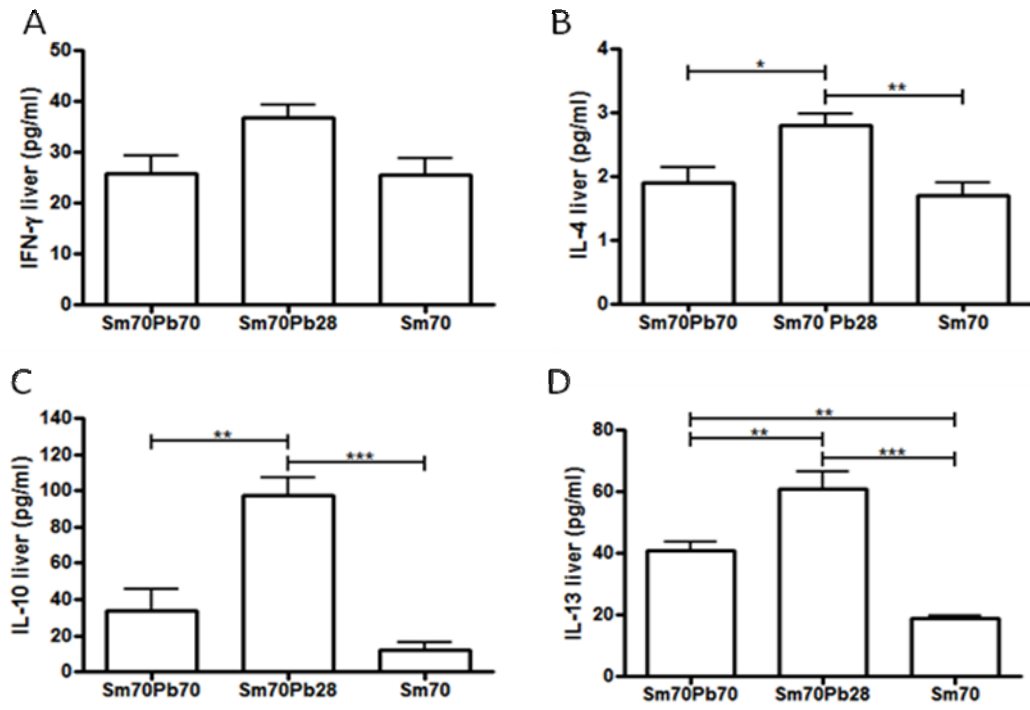 A
IFN-γ liver (pg/ml)
50
40
30
20
10
0
Sm70Pb70 Sm70Pb28 Sm70
B
IL-4 liver (pg/ml)
4
3
2
1
0
* **
Sm70Pb70 Sm70 Pb28 Sm70
C
IL-10 liver (pg/ml)
140
120
100
80
60
40
20
0
** ***
Sm70Pb70 Sm70Pb28 Sm70
D
IL-13 liver (pg/ml)
80
60
40
20
0
**
** ***
Sm70Pb70 Sm70Pb28 Sm70